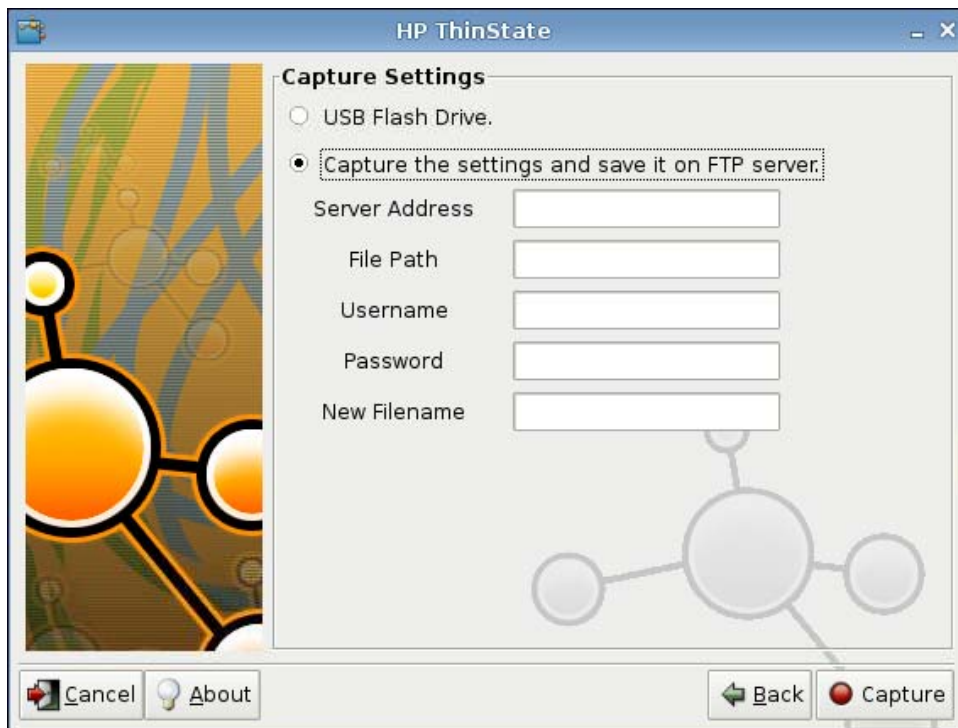 HP ThinState
Capture Settings
USB Flash Drive.
Capture the settings and save it on FTP server.
Server Address
File Path
Username
Password
New Filename
Cancel About Back Capture